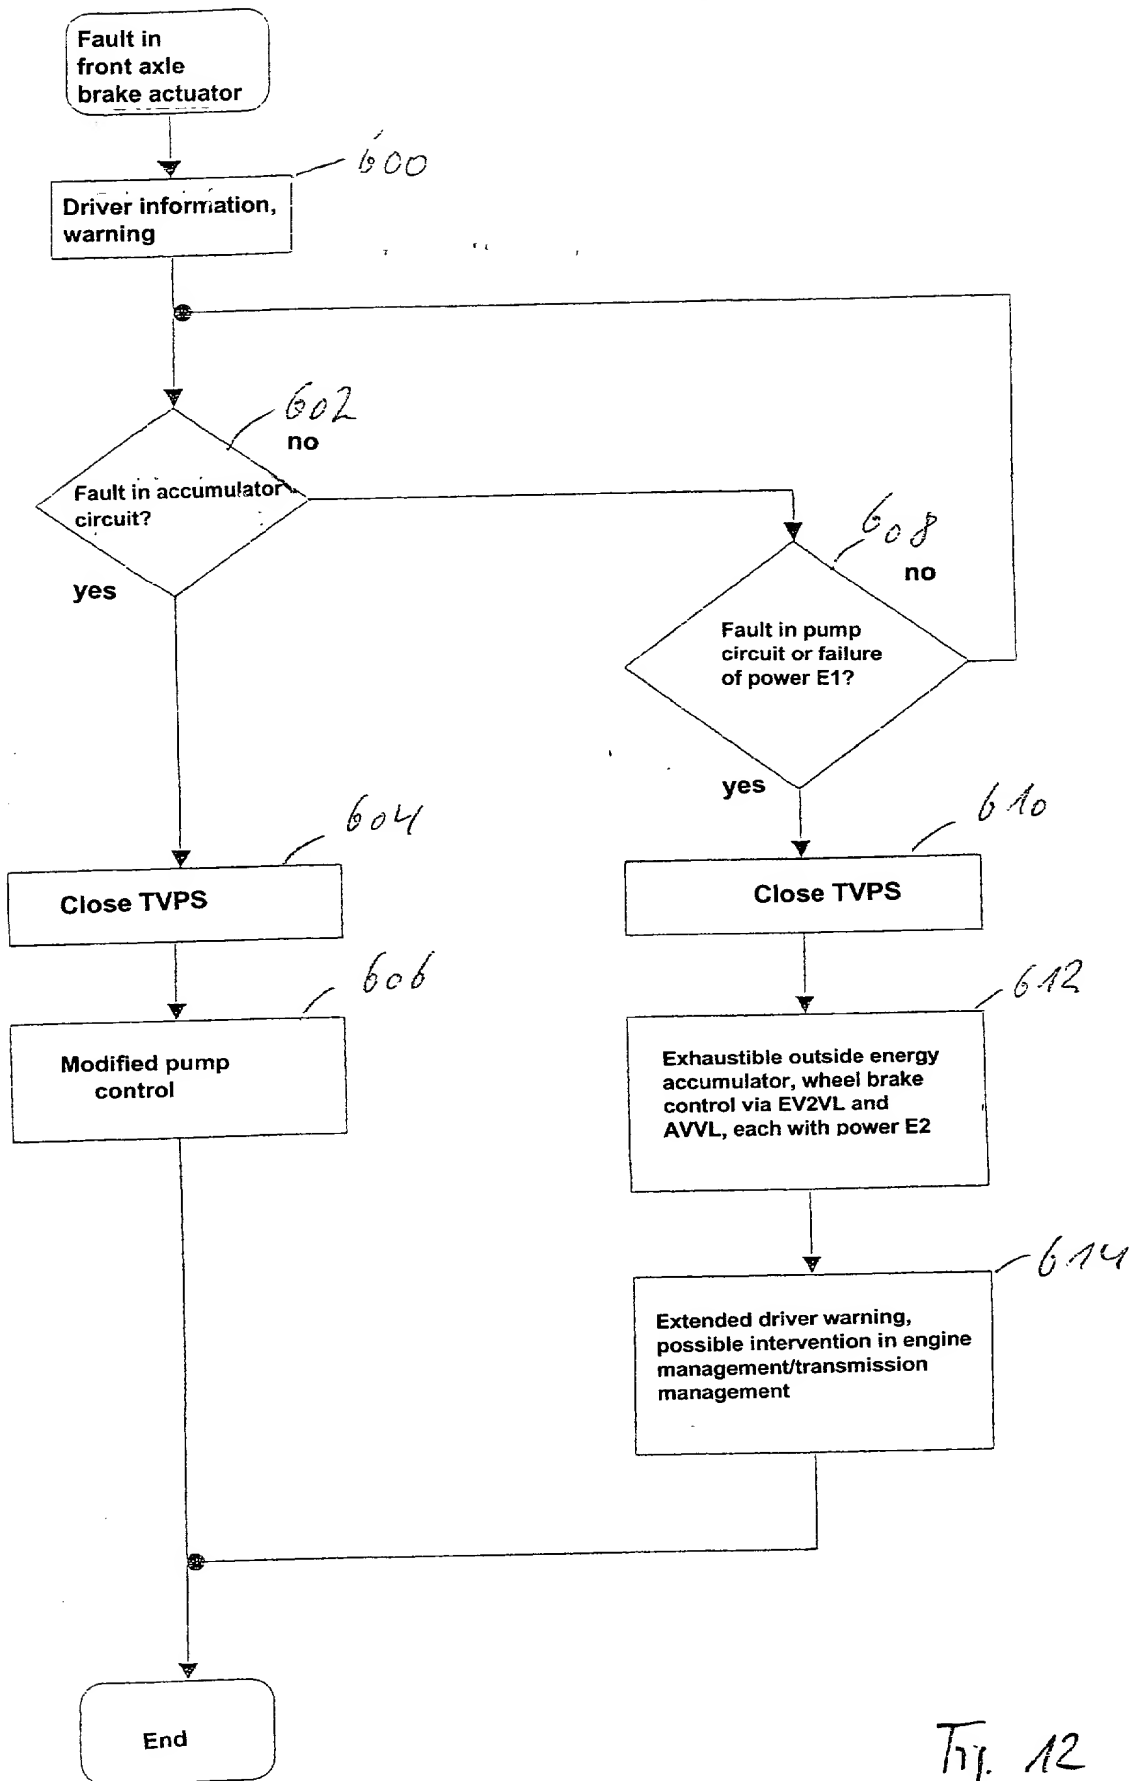 Fault in
front axle
brake actuator
600
Driver information,
warning
602
no
Fault in accumulator
circuit?
yes
608
no
Fault in pump
circuit or failure
of power E1?
yes
604
Close TVPS
610
Close TVPS
606
Modified pump
control
612
Exhaustible outside energy
accumulator, wheel brake
control via EV2VL and
AVVL, each with power E2
614
Extended driver warning,
possible intervention in engine
management/transmission
management
End
Fig. 12